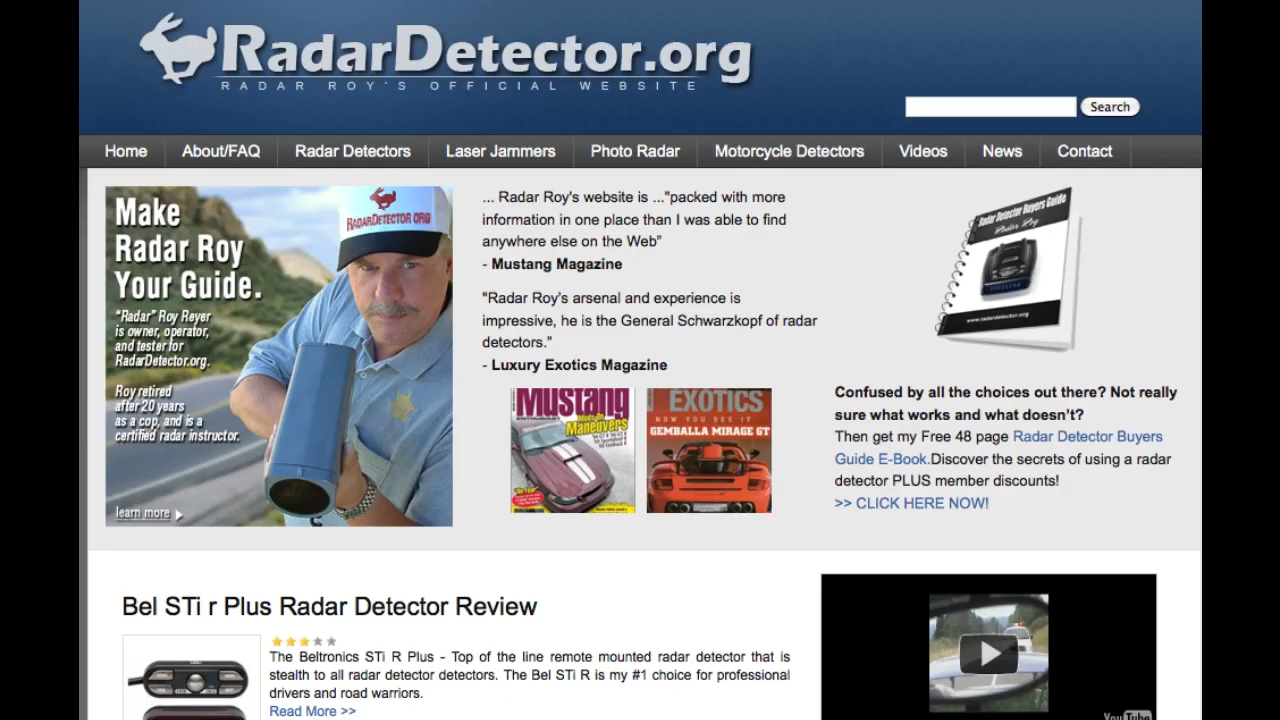 RadarDetector.org
RADAR ROY'S OFFICIAL WEBSITE
Search
Home
About/FAQ
Radar Detectors
Laser Jammers
Photo Radar
Motorcycle Detectors
Videos
News
Contact
Make
Radar Roy
Your Guide.
"Radar" Roy Reyer
is owner, operator,
and tester for
RadarDetector.org.
Roy retired
after 20 years
as a cop, and is a
certified radar instructor.
learn more
RADARDETECTOR.ORG
... Radar Roy's website is ..."packed with more
information in one place than I was able to find
anywhere else on the Web"
- Mustang Magazine
"Radar Roy's arsenal and experience is
impressive, he is the General Schwarzkopf of radar
detectors."
- Luxury Exotics Magazine
Mustang
Maneuvers
EXOTICS
NOW YOU SEE IT
GEMBALLA MIRAGE GT
Radar Detector Buyers Guide
Radar Roy
www.radardetector.org
Confused by all the choices out there? Not really
sure what works and what doesn't?
Then get my Free 48 page Radar Detector Buyers
Guide E-Book.Discover the secrets of using a radar
detector PLUS member discounts!
>> CLICK HERE NOW!
Bel STi r Plus Radar Detector Review
The Beltronics STi R Plus - Top of the line remote mounted radar detector that is
stealth to all radar detector detectors. The Bel STi R is my #1 choice for professional
drivers and road warriors.
Read More >>
YouTube